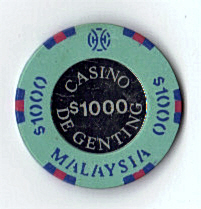 CASINO
$1000
DE GENTING
$1000
$1000
MALAYSIA